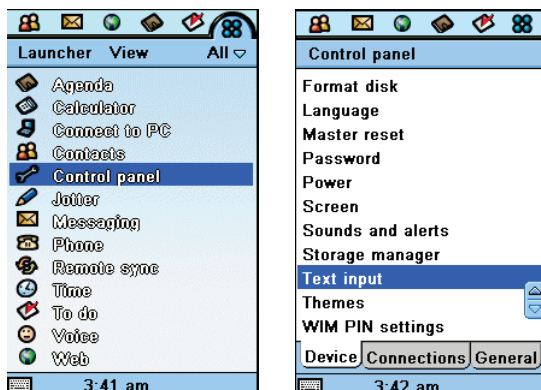 Launcher View All
Agenda
Calculator
Connect to PC
Contacts
Control panel
Jotter
Messaging
Phone
Remote sync
Time
To do
Voice
Web
3:41 am
Control panel
Format disk
Language
Master reset
Password
Power
Screen
Sounds and alerts
Storage manager
Text input
Themes
WIM PIN settings
Device Connections General
3:42 am